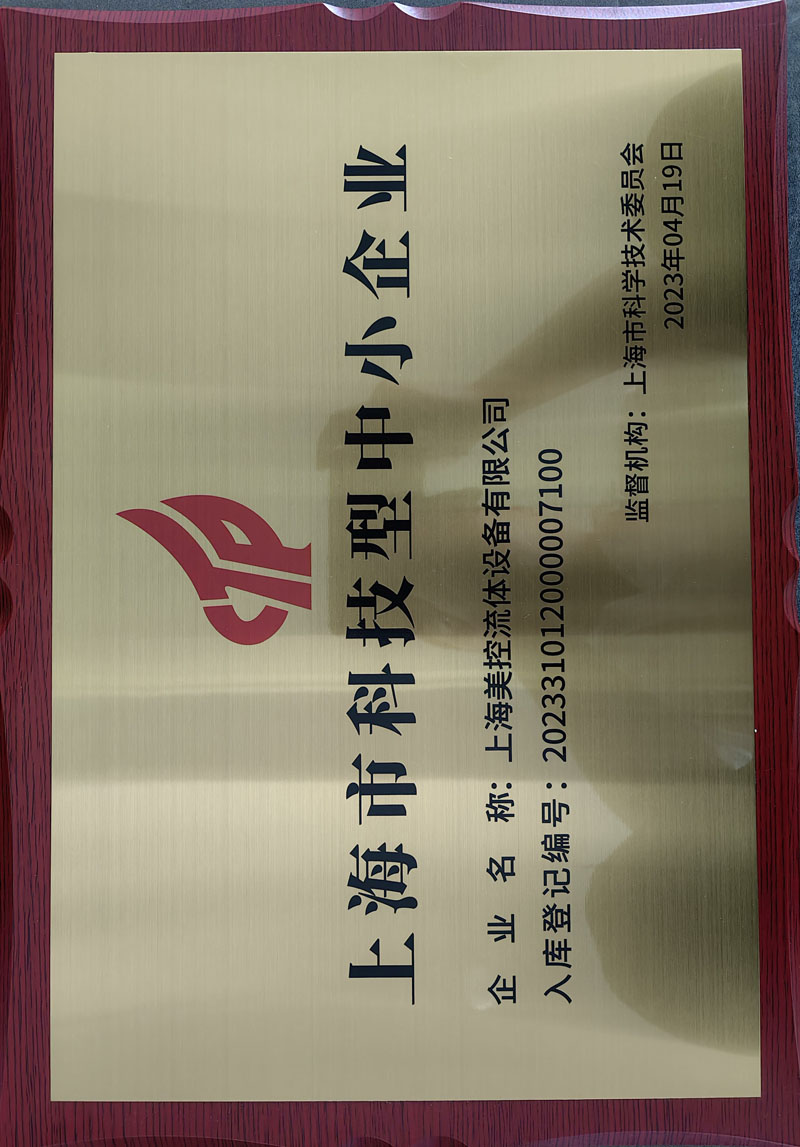 上海市科技型中小企业
企业名称：上海美控流体设备有限公司
入库登记编号：202331012000007100
监督机构：上海市科学技术委员会
2023年04月19日